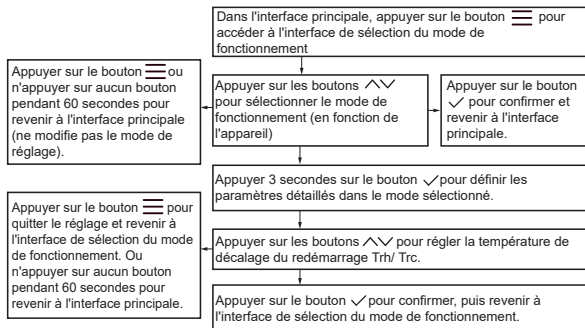 Dans l'interface principale, appuyer sur le bouton pour
accéder à l'interface de sélection du mode de
fonctionnement
Appuyer sur le bouton ou
n'appuyer sur aucun bouton
pendant 60 secondes pour
revenir à l'interface principale
(ne modifie pas le mode de
réglage).
Appuyer sur les boutons
pour sélectionner le mode de
fonctionnement (en fonction de
l'appareil)
Appuyer sur le bouton
pour confirmer et
revenir à l'interface
principale.
Appuyer 3 secondes sur le bouton pour définir les
paramètres détaillés dans le mode sélectionné.
Appuyer sur le bouton pour
quitter le réglage et revenir à
l'interface de sélection du mode
de fonctionnement. Ou
n'appuyer sur aucun bouton
pendant 60 secondes pour
revenir à l'interface principale.
Appuyer sur les boutons pour régler la température de
décalage du redémarrage Trh/ Trc.
Appuyer sur le bouton pour confirmer, puis revenir à
l'interface de sélection du mode de fonctionnement.